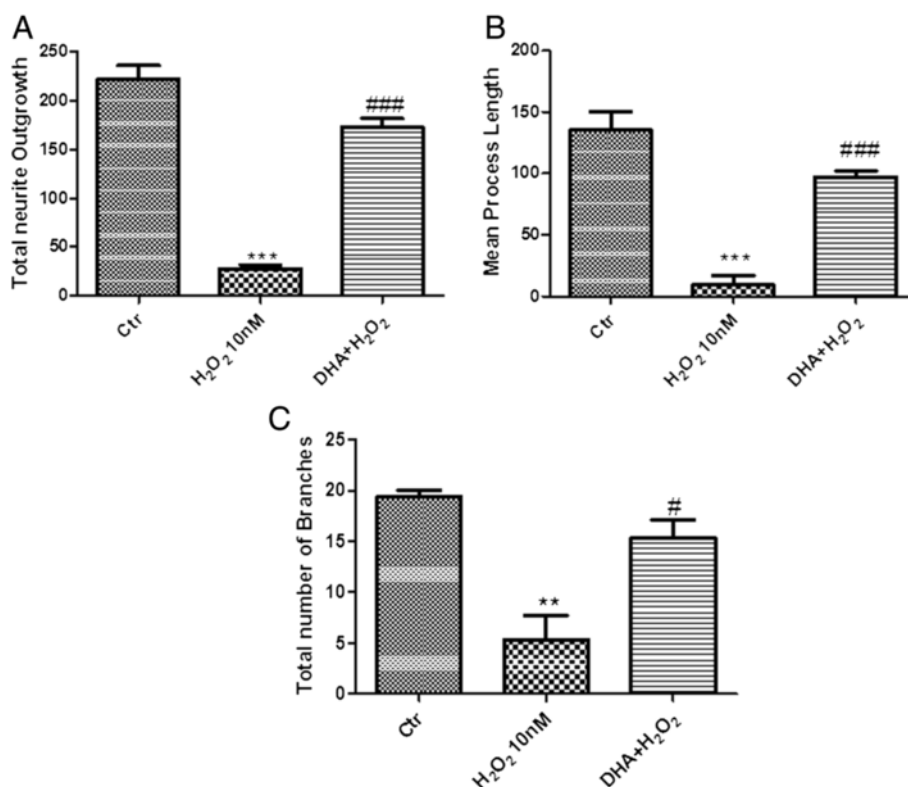 A
Total neurite Outgrowth
250
200
150
100
50
0
***
###
Ctr
H₂O₂ 10nM
DHA+H₂O₂
B
Mean Process Length
200
150
100
50
0
***
###
Ctr
H₂O₂ 10nM
DHA+H₂O₂
C
Total number of Branches
25
20
15
10
5
0
**
#
Ctr
H₂O₂ 10nM
DHA+H₂O₂